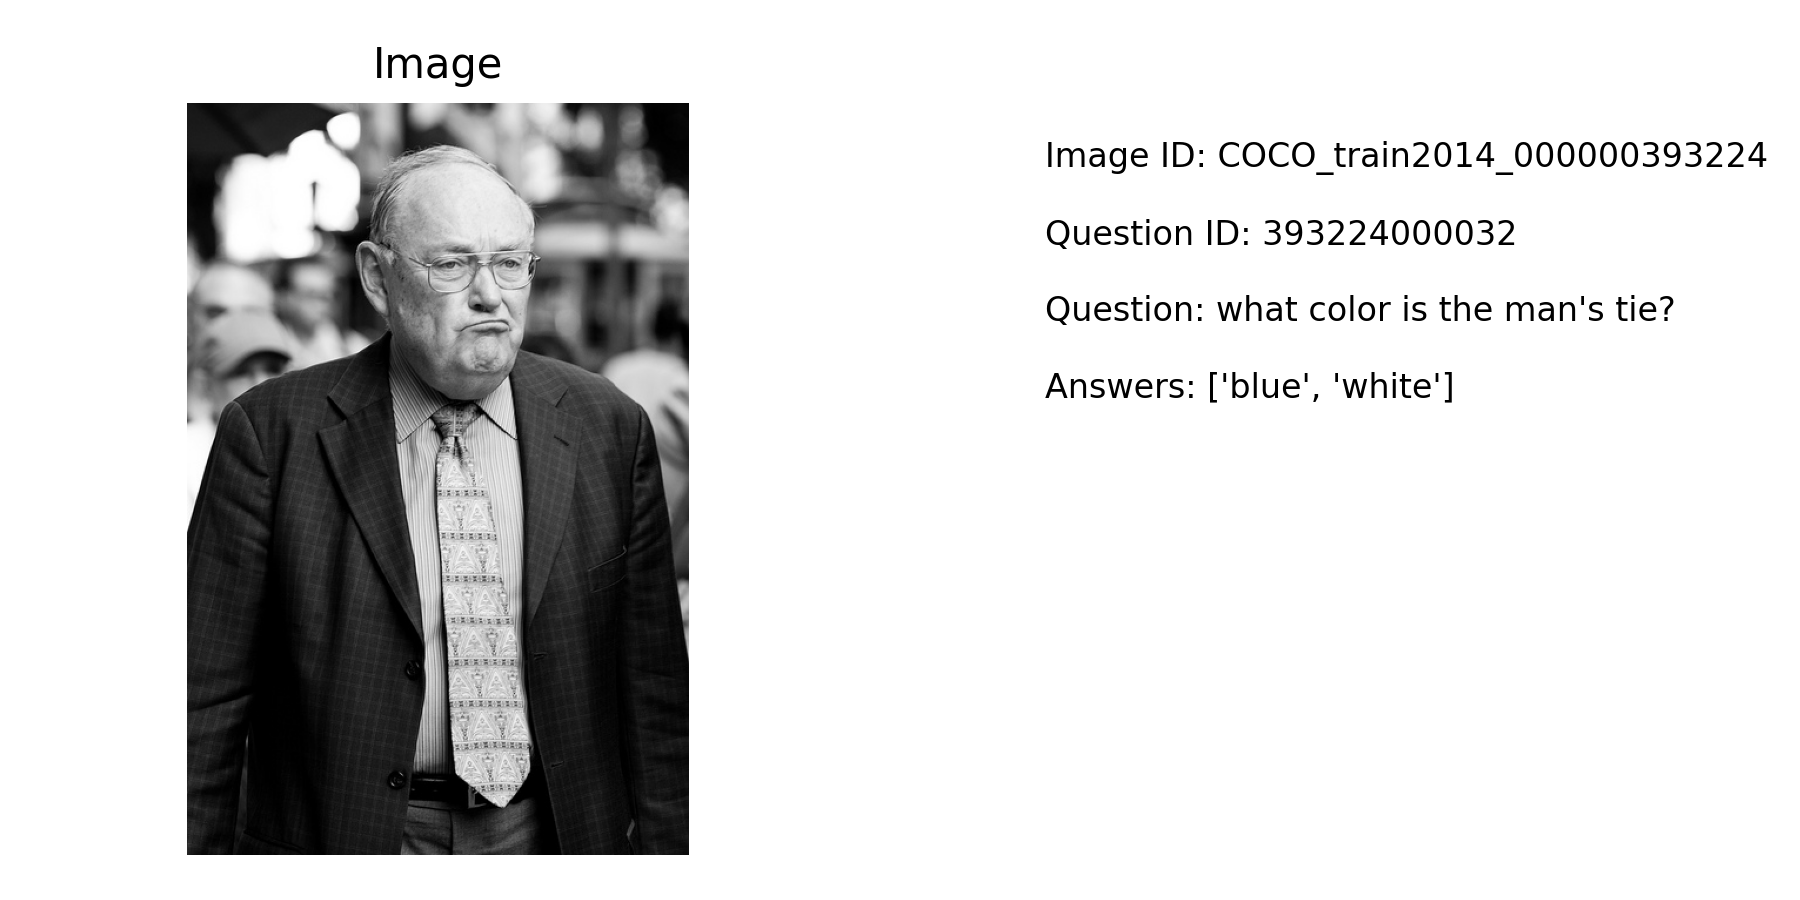 Image
Image ID: COCO_train2014_000000393224
Question ID: 393224000032
Question: what color is the man's tie?
Answers: ['blue', 'white']